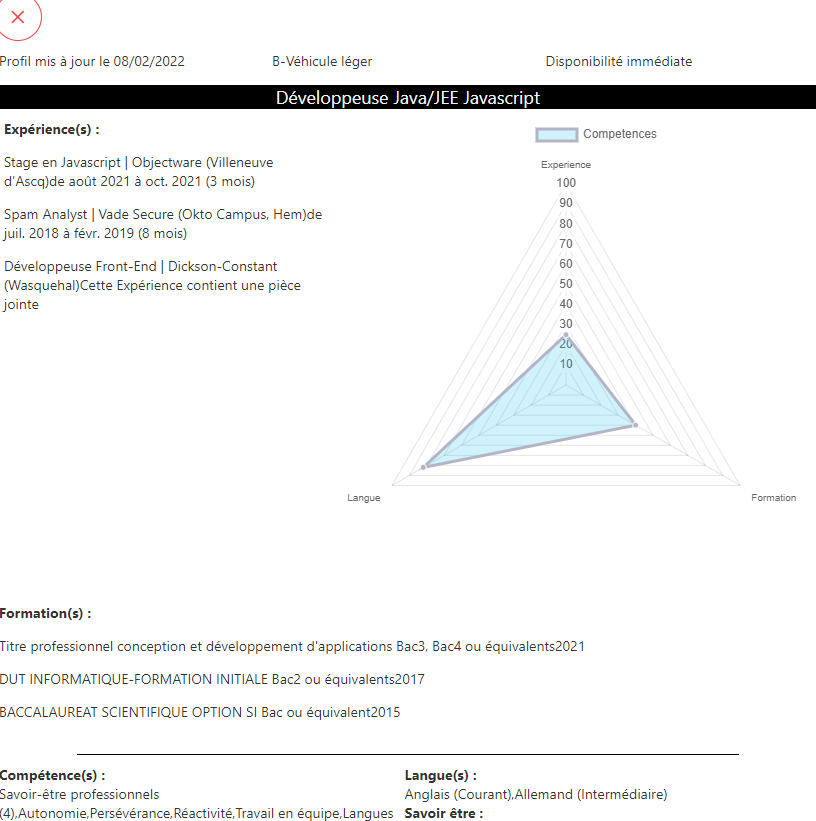 Profil mis à jour le 08/02/2022
B-Véhicule léger
Disponibilité immédiate
Développeuse Java/JEE Javascript
Expérience(s) :
Stage en Javascript | Objectware (Villeneuve
d'Ascq)de août 2021 à oct. 2021 (3 mois)
Spam Analyst | Vade Secure (Okto Campus, Hem)de
juil. 2018 à févr. 2019 (8 mois)
Développeuse Front-End | Dickson-Constant
(Wasquehal)Cette Expérience contient une pièce
jointe
Competences
Experience
100
90
80
70
60
50
40
30
20
10
Langue
Formation
Formation(s) :
Titre professionnel conception et développement d'applications Bac3, Bac4 ou équivalents2021
DUT INFORMATIQUE-FORMATION INITIALE Bac2 ou équivalents2017
BACCALAUREAT SCIENTIFIQUE OPTION SI Bac ou équivalent2015
Compétence(s) :
Savoir-être professionnels
(4),Autonomie,Persévérance,Réactivité,Travail en équipe,Langues
Langue(s) :
Anglais (Courant),Allemand (Intermédiaire)
Savoir être :